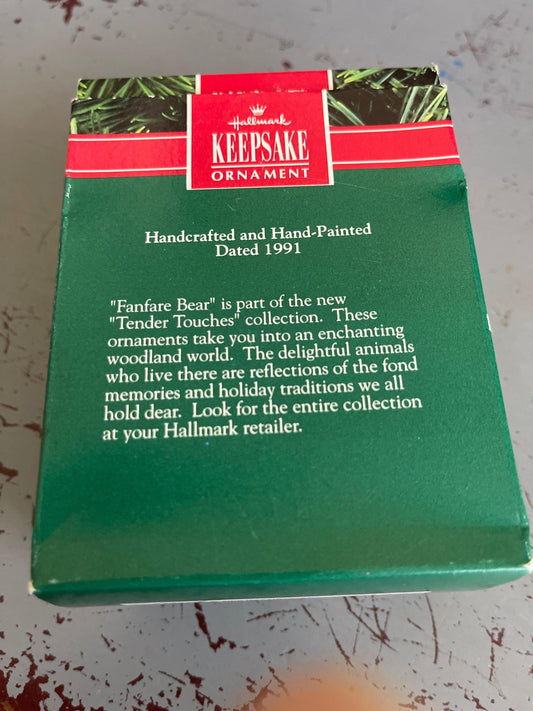 Hallmark
KEEPSAKE
ORNAMENT
Handcrafted and Hand-Painted
Dated 1991
"Fanfare Bear" is part of the new
"Tender Touches" collection. These
ornaments take you into an enchanting
woodland world. The delightful animals
who live there are reflections of the fond
memories and holiday traditions we all
hold dear. Look for the entire collection
at your Hallmark retailer.